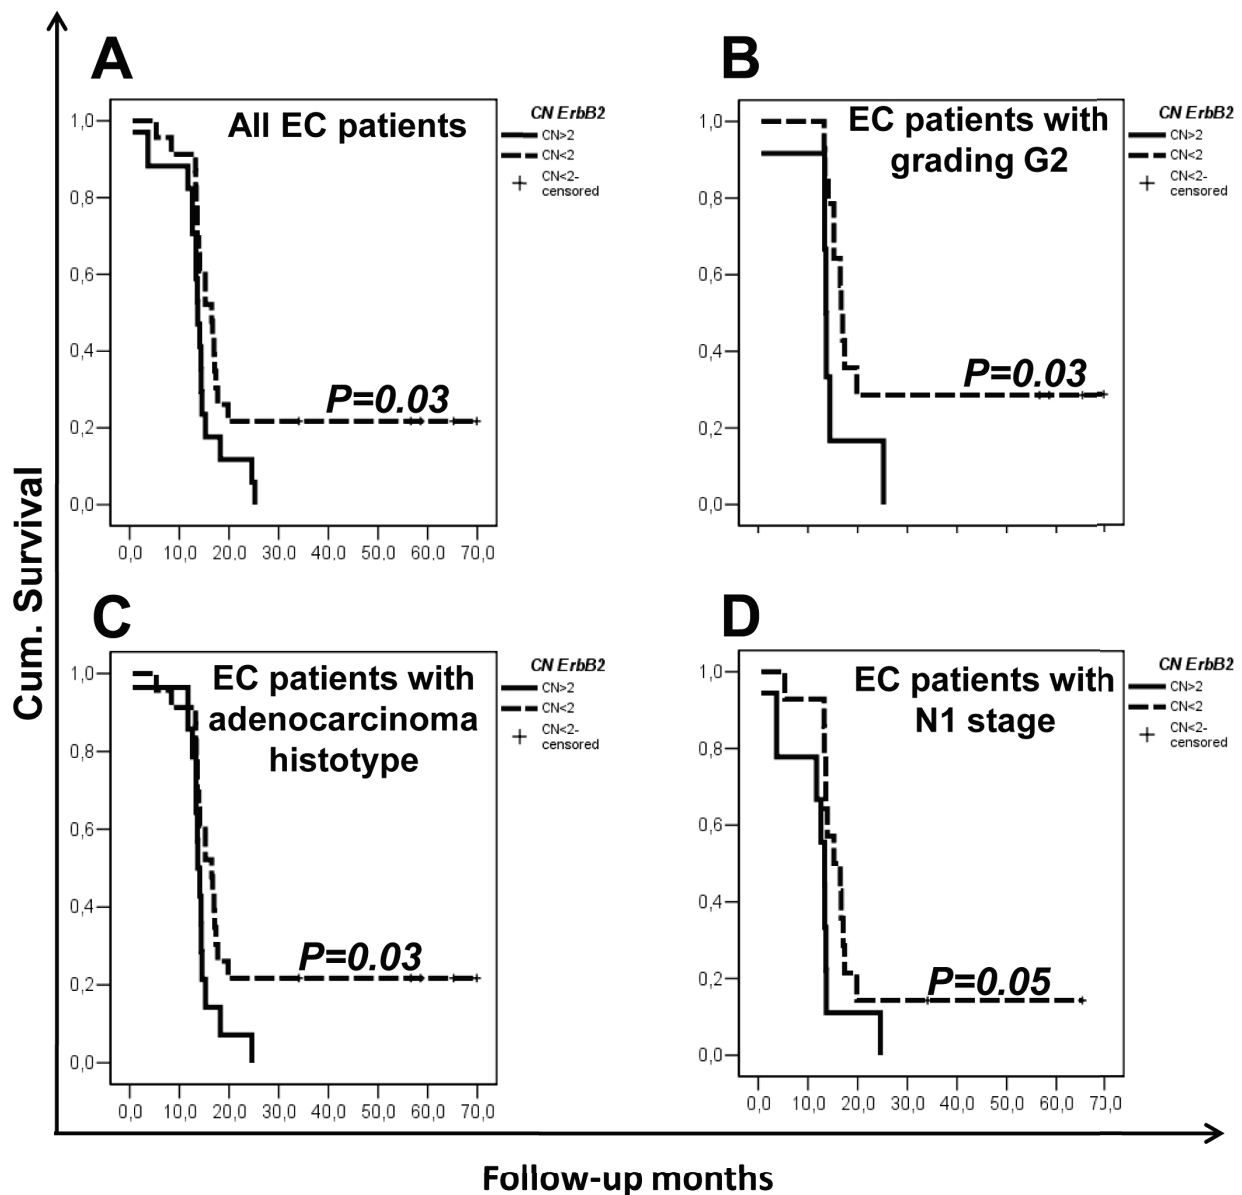 A
All EC patients
CN ErbB2
CN>2
CN<2
CN<2-
censored
1,0
0,8
0,6
0,4
0,2
0,0
P=0.03
0,0 10,0 20,0 30,0 40,0 50,0 60,0 70,0
B
EC patients with
grading G2
CN ErbB2
CN>2
CN<2
CN<2-
censored
1,0
0,8
0,6
0,4
0,2
0,0
P=0.03
C
EC patients with
adenocarcinoma
histotype
CN ErbB2
CN>2
CN<2
CN<2-
censored
1,0
0,8
0,6
0,4
0,2
0,0
P=0.03
0,0 10,0 20,0 30,0 40,0 50,0 60,0 70,0
D
EC patients with
N1 stage
CN ErbB2
CN>2
CN<2
CN<2-
censored
1,0
0,8
0,6
0,4
0,2
0,0
P=0.05
0,0 10,0 20,0 30,0 40,0 50,0 60,0 70,0
Cum. Survival
Follow-up months